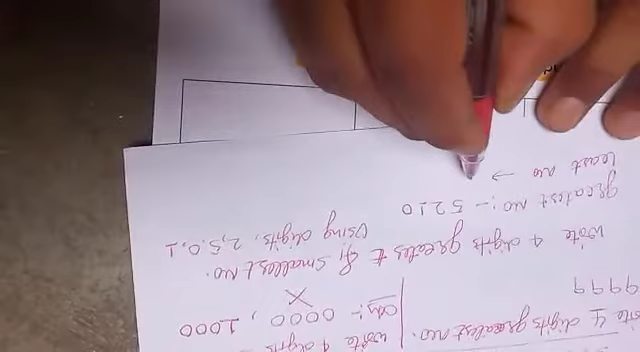 Write 4 digits
Ans:- 0000, 1000
X
4 digits greatest no.
9999
Write 4 digits greatest & smallest no.
Using digits, 2,5,0,1
greatest no:- 5210
least no →